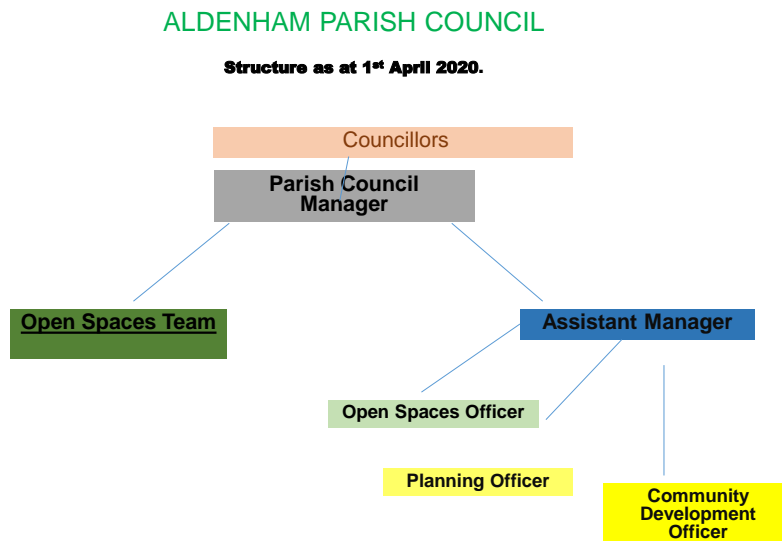 ALDENHAM PARISH COUNCIL
Structure as at 1st April 2020.
Councillors
Parish Council
Manager
Open Spaces Team
Assistant Manager
Open Spaces Officer
Planning Officer
Community
Development
Officer